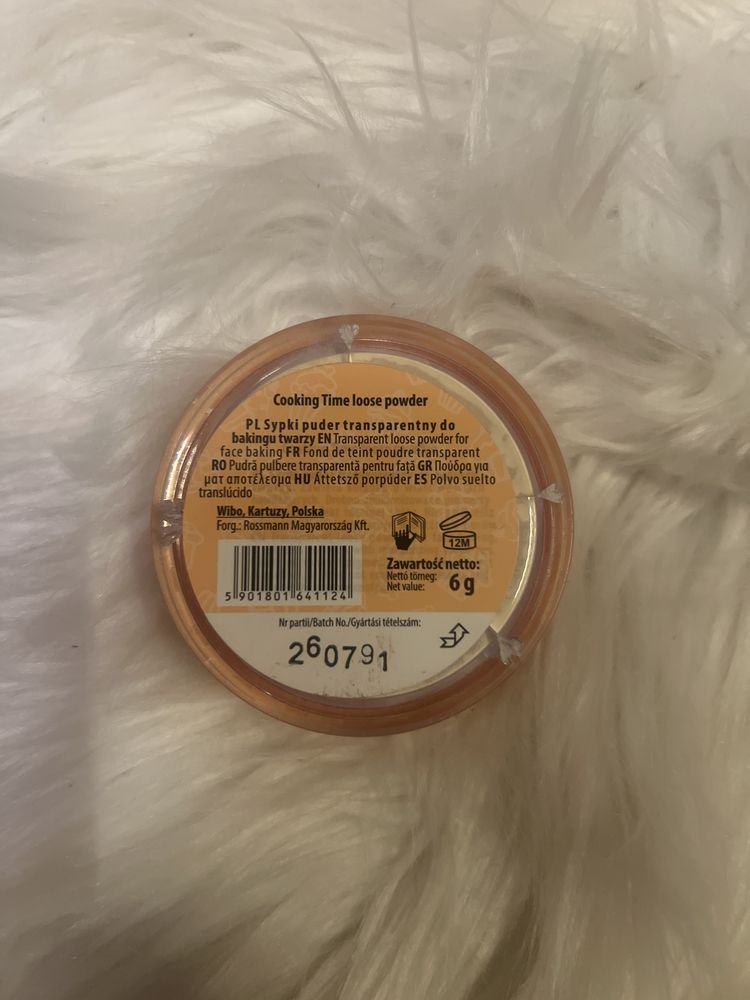 Cooking Time loose powder
PL Sypki puder transparentny do
bakingu twarzy EN Transparent loose powder for
face baking FR Fond de teint poudre transparent
RO Pudră pulbere transparentă pentru față GR Πούδρα για
ματ αποτέλεσμα HU Áttetsző porpúder ES Polvo suelto
translúcido
Wibo, Kartuzy, Polska
Forg.: Rossmann Magyarország Kft.
12M
Zawartość netto:
Nettó tömeg:
Net value: 6 g
5 901801 641124
Nr partii/Batch No./Gyártási tételszám:
260791